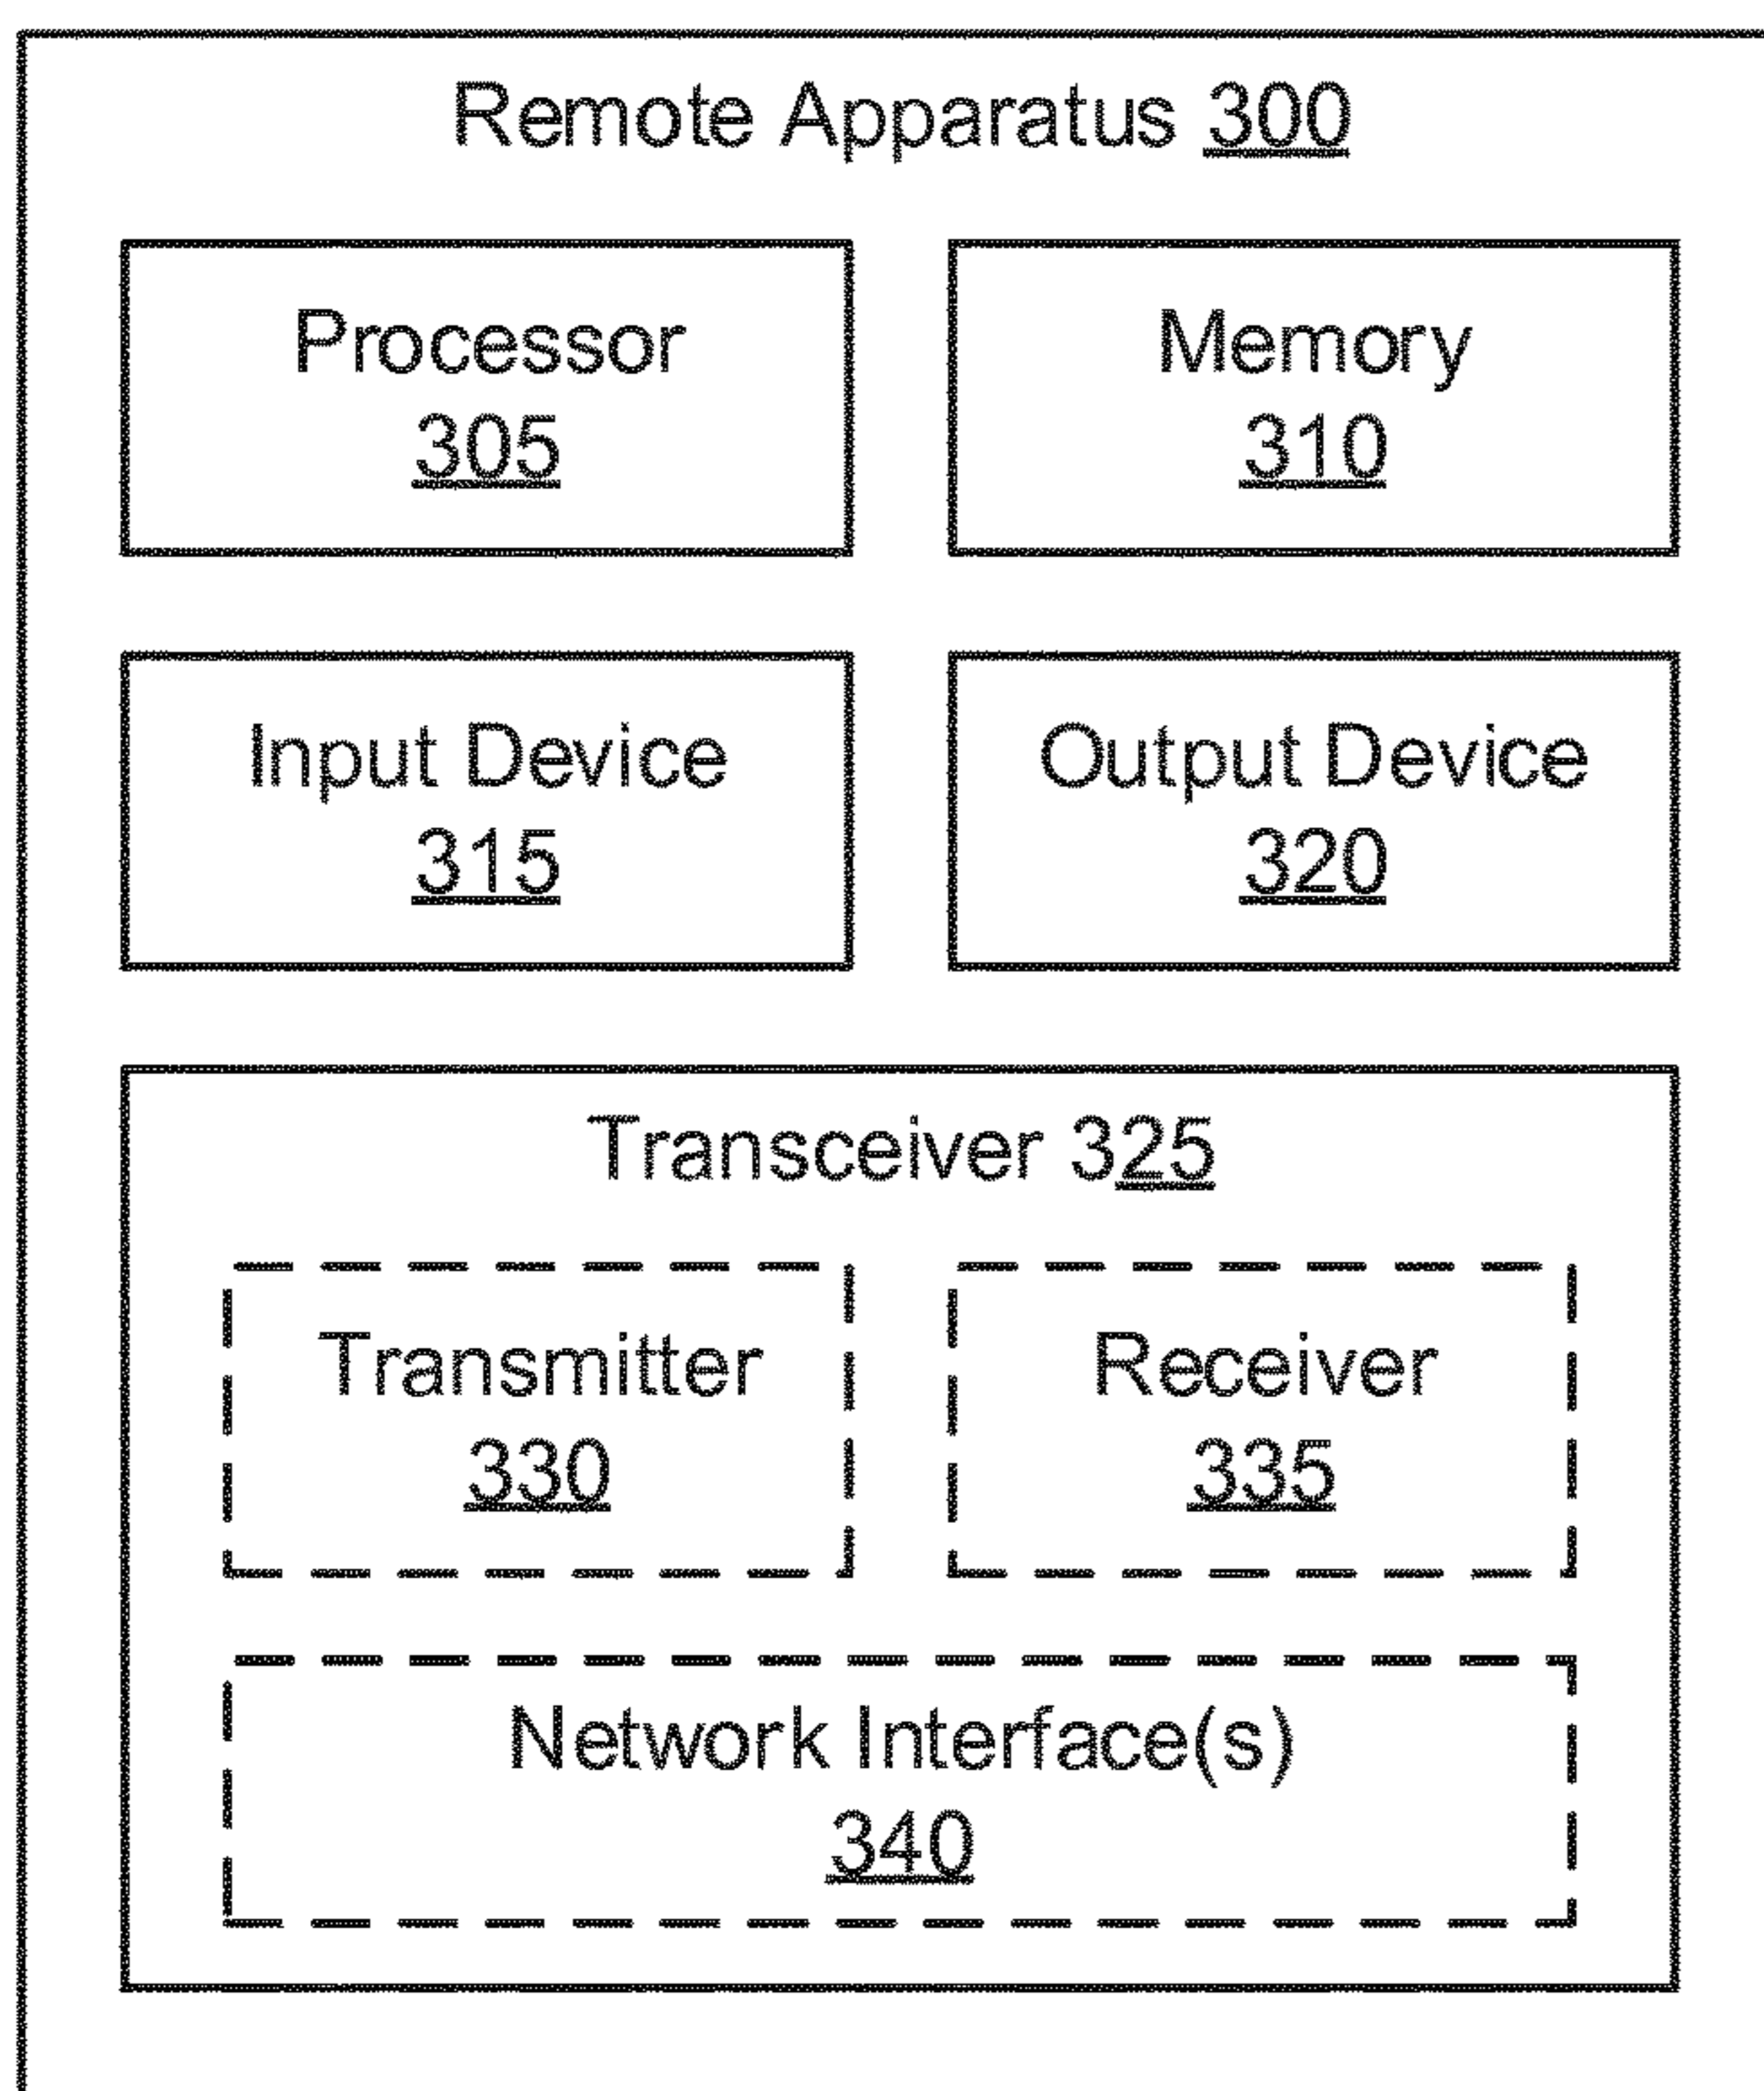 Remote Apparatus 300
Processor
305
Memory
310
Input Device
315
Output Device
320
Transceiver 325
Transmitter
330
Receiver
335
Network Interface(s)
340